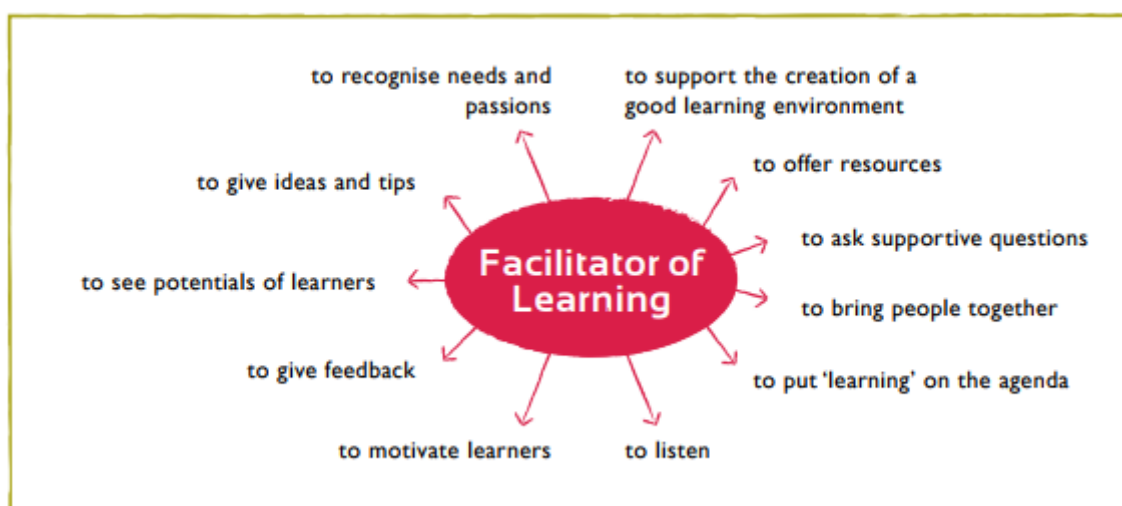 to recognise needs and
passions
to support the creation of a
good learning environment
to give ideas and tips
to offer resources
to ask supportive questions
Facilitator of
Learning
to see potentials of learners
to bring people together
to give feedback
to put ‘learning’ on the agenda
to motivate learners
to listen